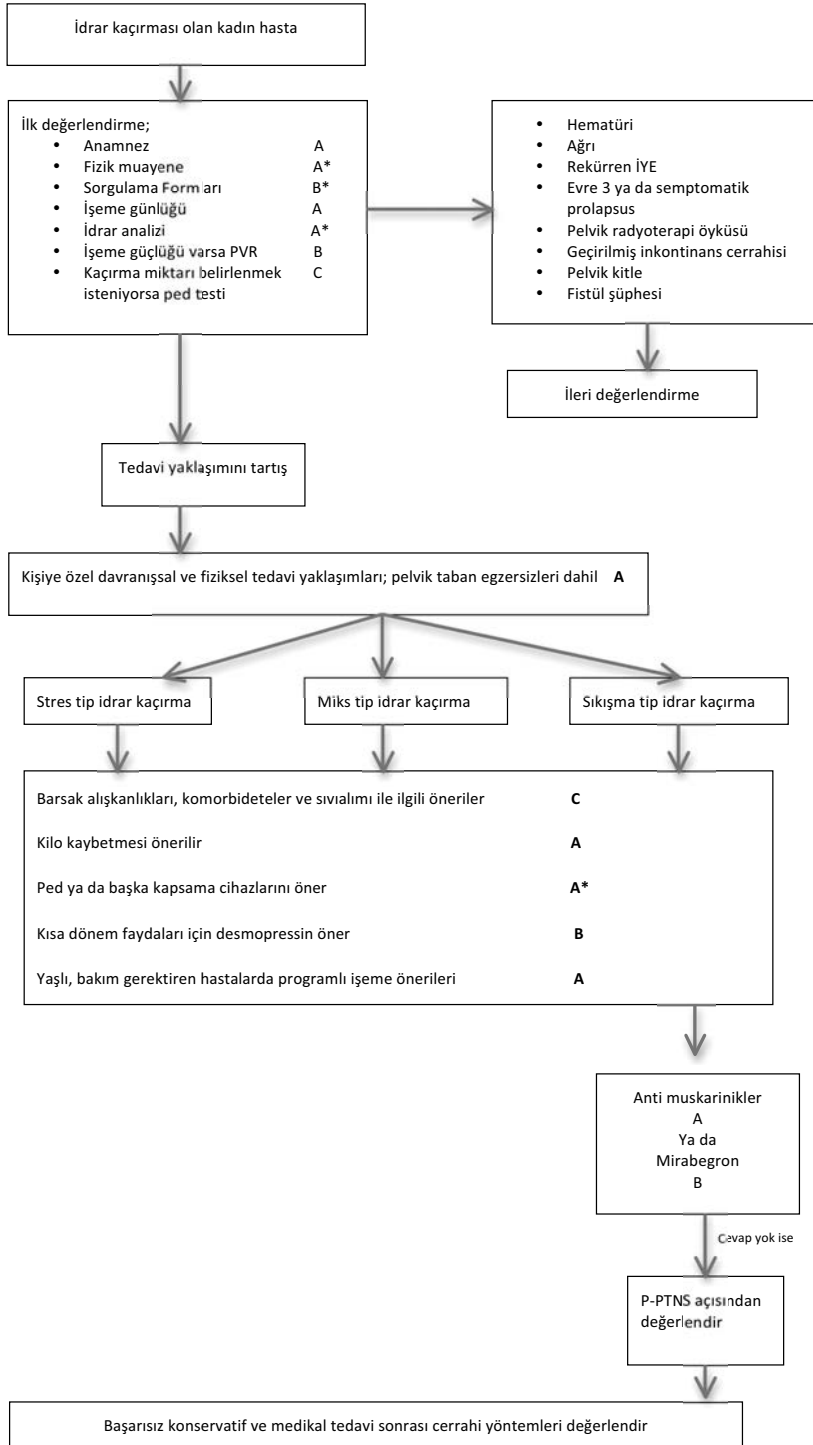 İdrar kaçırması olan kadın hasta
İlk değerlendirme;
• Anamnez A
• Fizik muayene A*
• Sorgulama Formları B*
• İşeme günlüğü A
• İdrar analizi A*
• İşeme güçlüğü varsa PVR B
• Kaçırma miktarı belirlenmek C
isteniyorsa ped testi
• Hematüri
• Ağrı
• Rekürren İYE
• Evre 3 ya da semptomatik
prolapsus
• Pelvik radyoterapi öyküsü
• Geçirilmiş inkontinans cerrahisi
• Pelvik kitle
• Fistül şüphesi
İleri değerlendirme
Tedavi yaklaşımını tartış
Kişiye özel davranışsal ve fiziksel tedavi yaklaşımları; pelvik taban egzersizleri dahil A
Stres tip idrar kaçırma
Miks tip idrar kaçırma
Sıkışma tip idrar kaçırma
Barsak alışkanlıkları, komorbideteler ve sıvıalımı ile ilgili öneriler C
Kilo kaybetmesi önerilir A
Ped ya da başka kapsama cihazlarını öner A*
Kısa dönem faydaları için desmopressin öner B
Yaşlı, bakım gerektiren hastalarda programlı işeme önerileri A
Anti muskarinikler
A
Ya da
Mirabegron
B
Cevap yok ise
P-PTNS açısından
değerlendir
Başarısız konservatif ve medikal tedavi sonrası cerrahi yöntemleri değerlendir